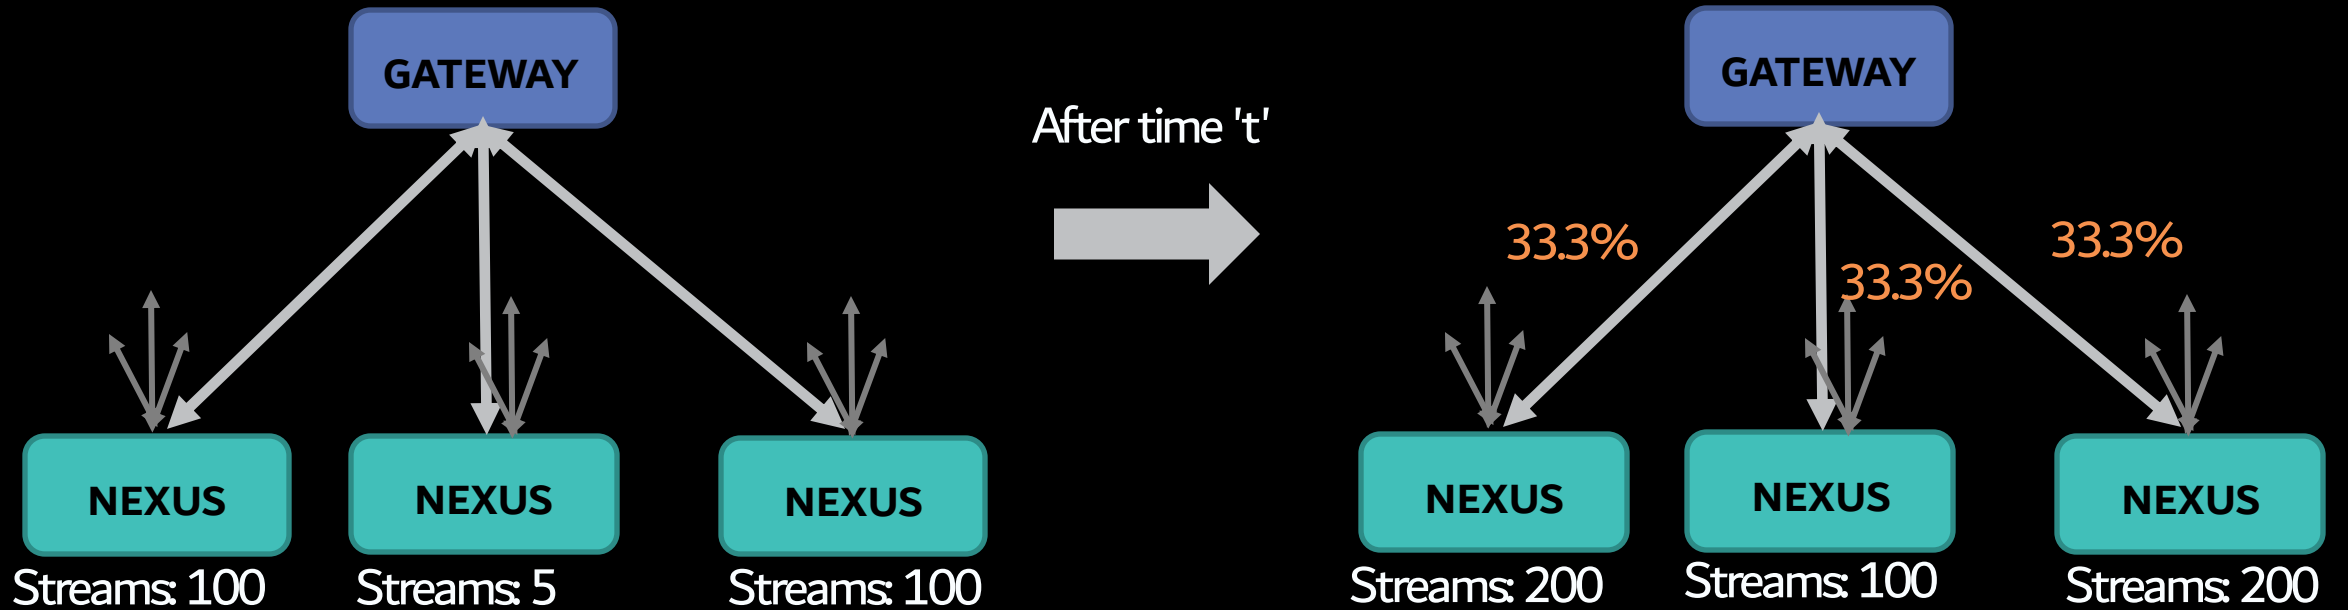 GATEWAY
NEXUS
NEXUS
NEXUS
Streams: 100
Streams: 5
Streams: 100
After time 't'
GATEWAY
33.3%
33.3%
33.3%
NEXUS
NEXUS
NEXUS
Streams: 200
Streams: 100
Streams: 200